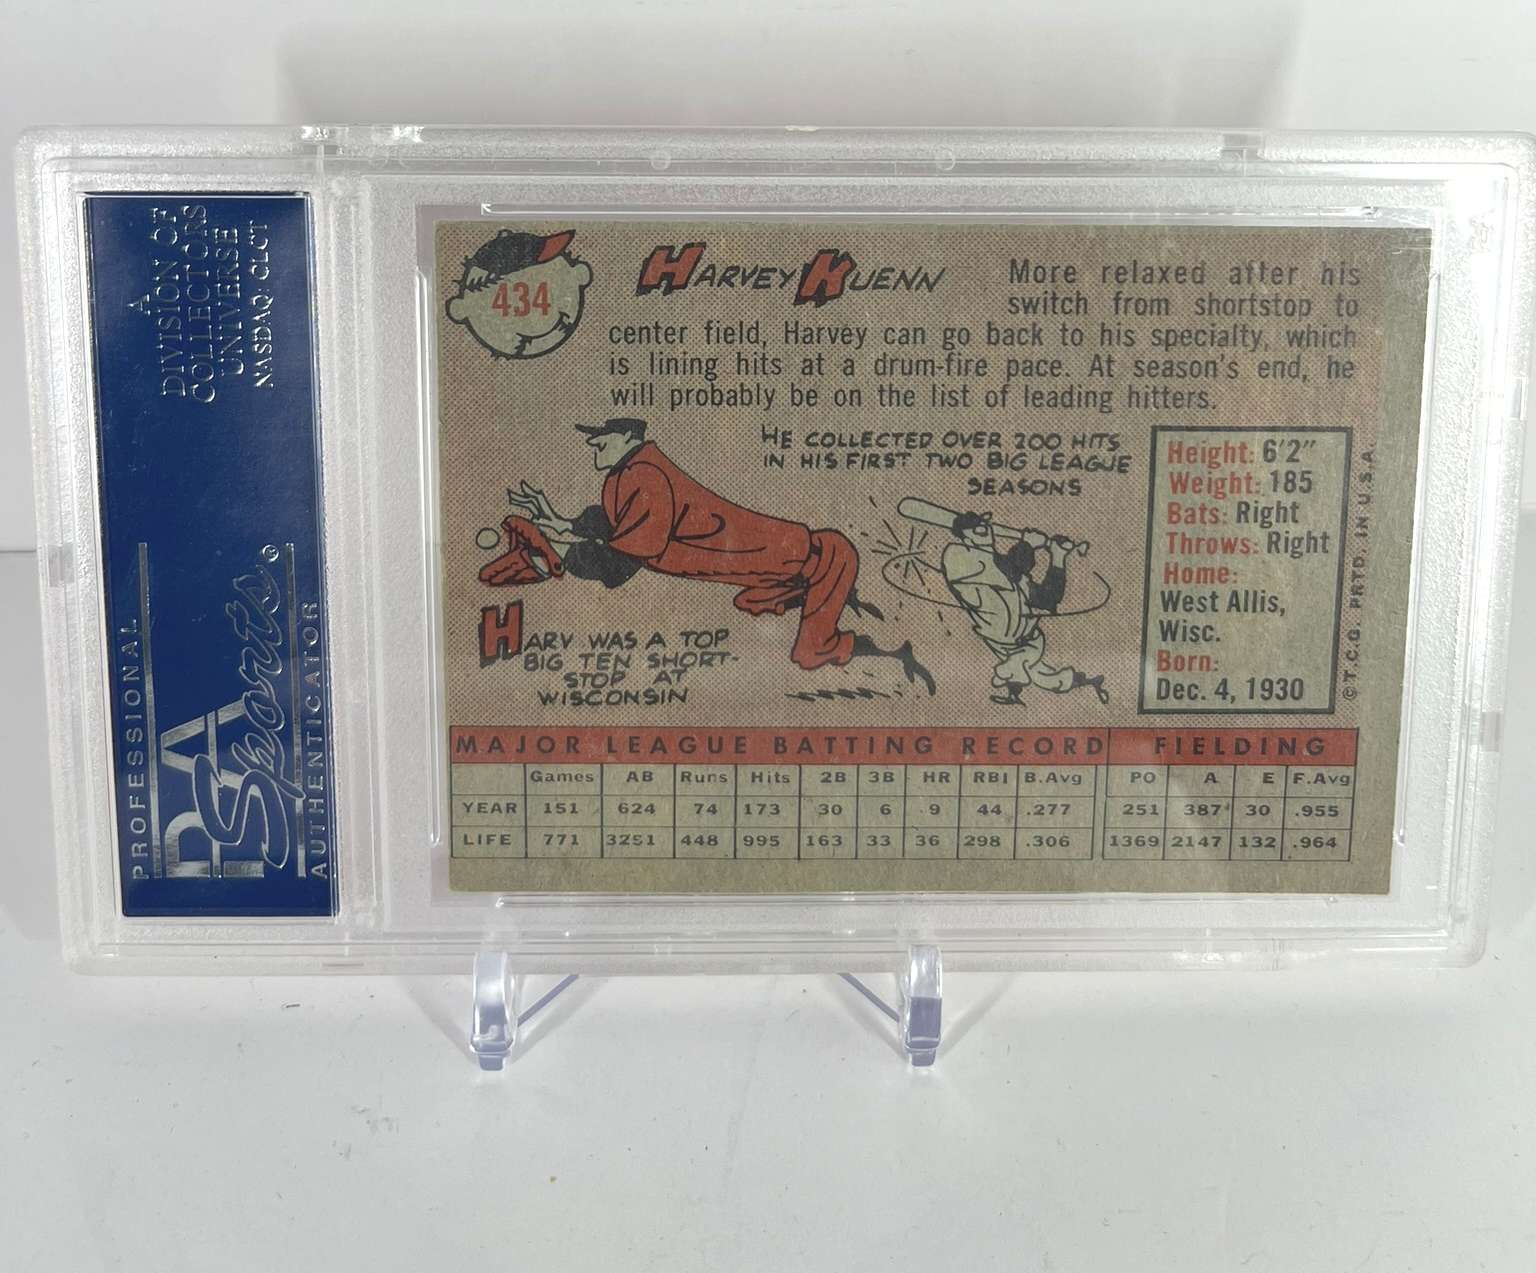 A
DIVISION OF
COLLECTORS
UNIVERSE
NASDAQ: CLCT
PROFESSIONAL
PSA
Sports®
AUTHENTICATOR
434
HARVEY KUENN
More relaxed after his
switch from shortstop to
center field, Harvey can go back to his specialty, which
is lining hits at a drum-fire pace. At season's end, he
will probably be on the list of leading hitters.
HE COLLECTED OVER 200 HITS
IN HIS FIRST TWO BIG LEAGUE
SEASONS
HARV WAS A TOP
BIG TEN SHORT-
STOP AT
WISCONSIN
Height: 6'2"
Weight: 185
Bats: Right
Throws: Right
Home:
West Allis,
Wisc.
Born:
Dec. 4, 1930
©T.C.G. PRTD. IN U.S.A.
MAJOR LEAGUE BATTING RECORD FIELDING
Games AB Runs Hits 2B 3B HR RBI B.Avg PO A E F.Avg
YEAR 151 624 74 173 30 6 9 44 .277 251 387 30 .955
LIFE 771 3251 448 995 163 33 36 298 .306 1369 2147 132 .964